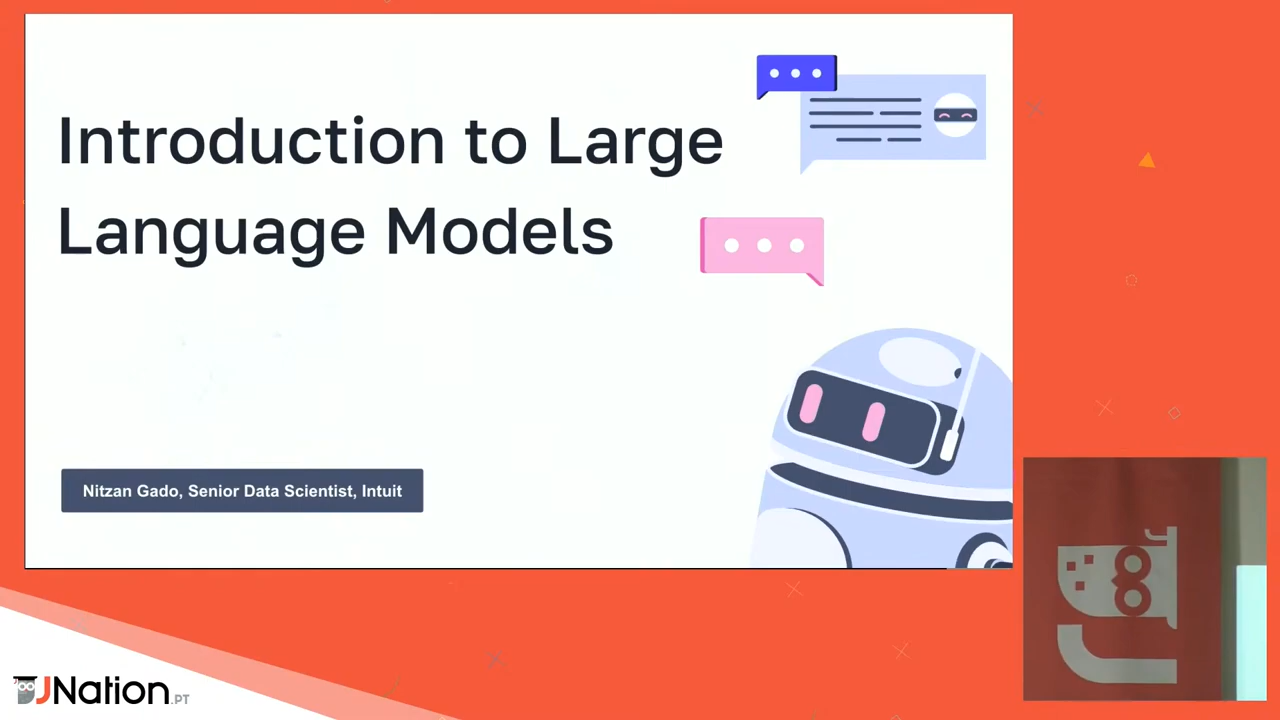 Introduction to Large
Language Models
Nitzan Gado, Senior Data Scientist, Intuit
JNation.PT